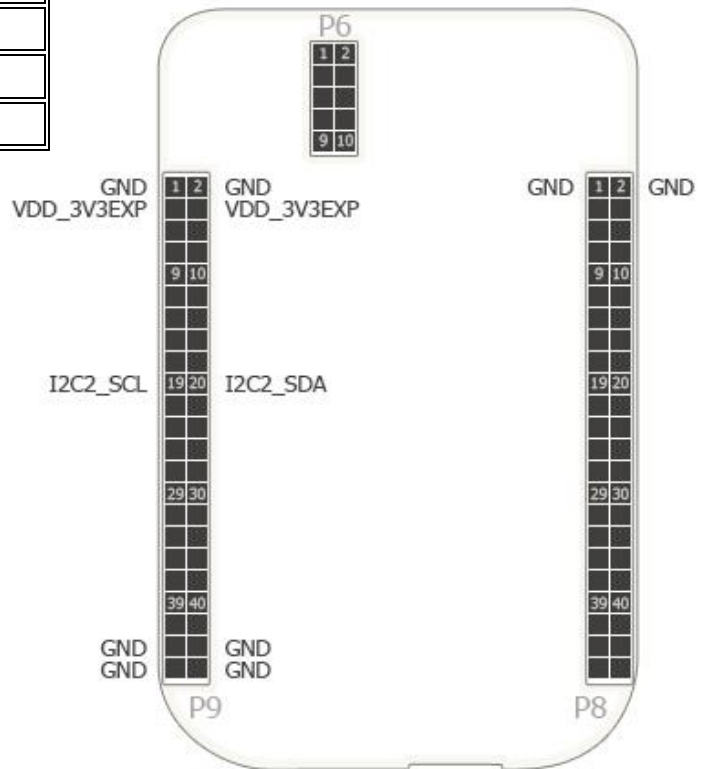 P6
1 2
9 10
GND 1 2 GND GND 1 2 GND
VDD_3V3EXP VDD_3V3EXP
9 10 9 10
I2C2_SCL 19 20 I2C2_SDA 19 20
29 30 29 30
39 40 39 40
GND GND
GND GND
P9 P8